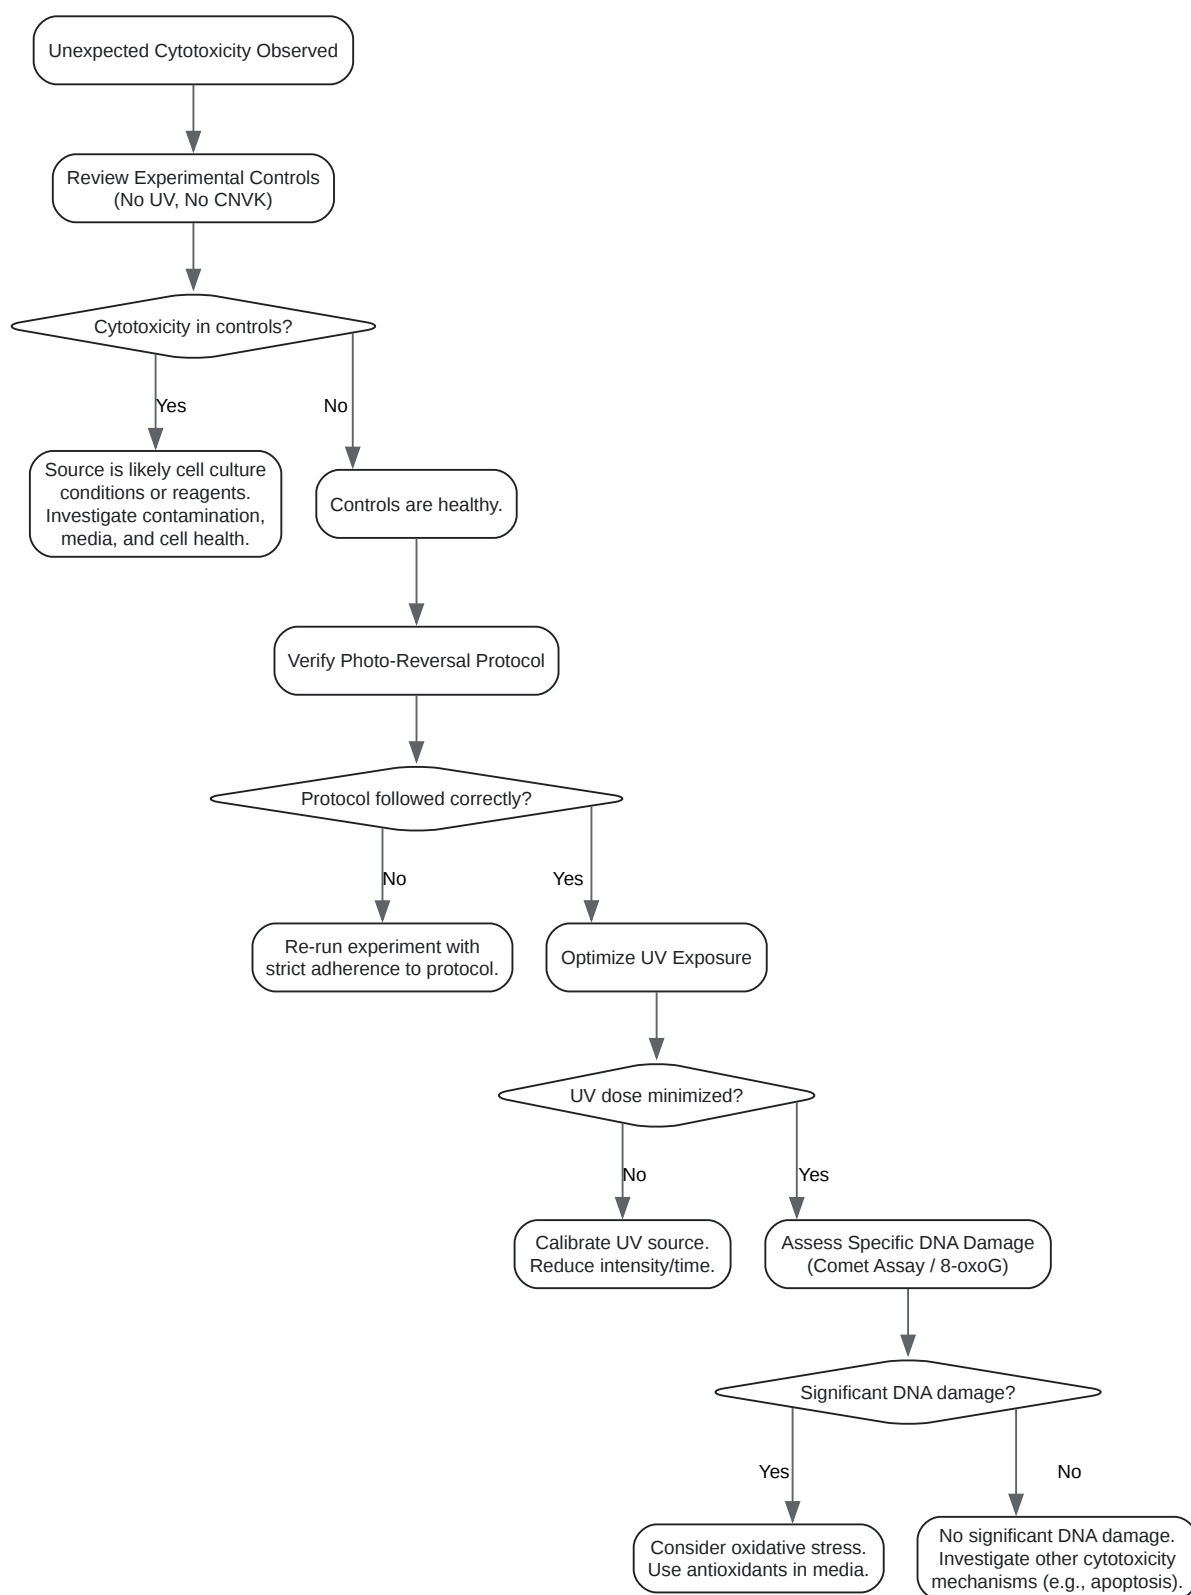 Unexpected Cytotoxicity Observed
Review Experimental Controls
(No UV, No CNVK)
Cytotoxicity in controls?
Yes
No
Source is likely cell culture
conditions or reagents.
Investigate contamination,
media, and cell health.
Controls are healthy.
Verify Photo-Reversal Protocol
Protocol followed correctly?
No
Yes
Re-run experiment with
strict adherence to protocol.
Optimize UV Exposure
UV dose minimized?
No
Yes
Calibrate UV source.
Reduce intensity/time.
Assess Specific DNA Damage
(Comet Assay / 8-oxoG)
Significant DNA damage?
Yes
No
Consider oxidative stress.
Use antioxidants in media.
No significant DNA damage.
Investigate other cytotoxicity
mechanisms (e.g., apoptosis).